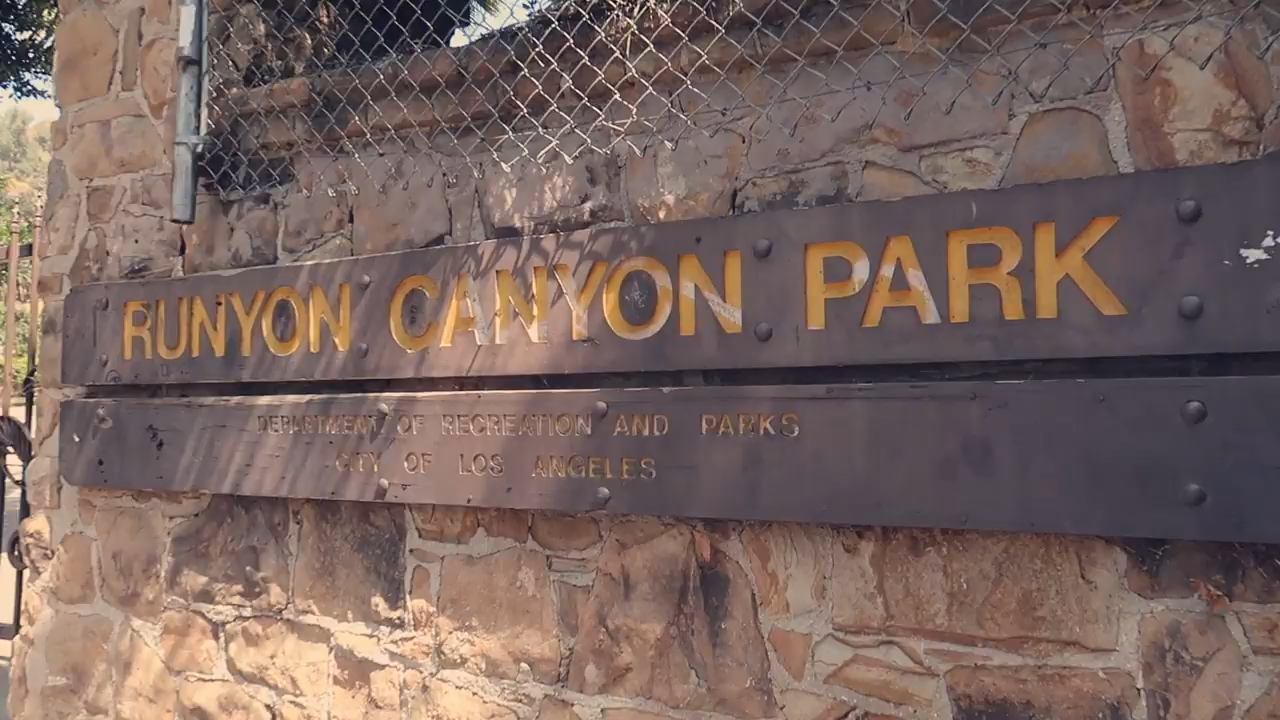 RUNYON CANYON PARK
DEPARTMENT OF RECREATION AND PARKS
CITY OF LOS ANGELES